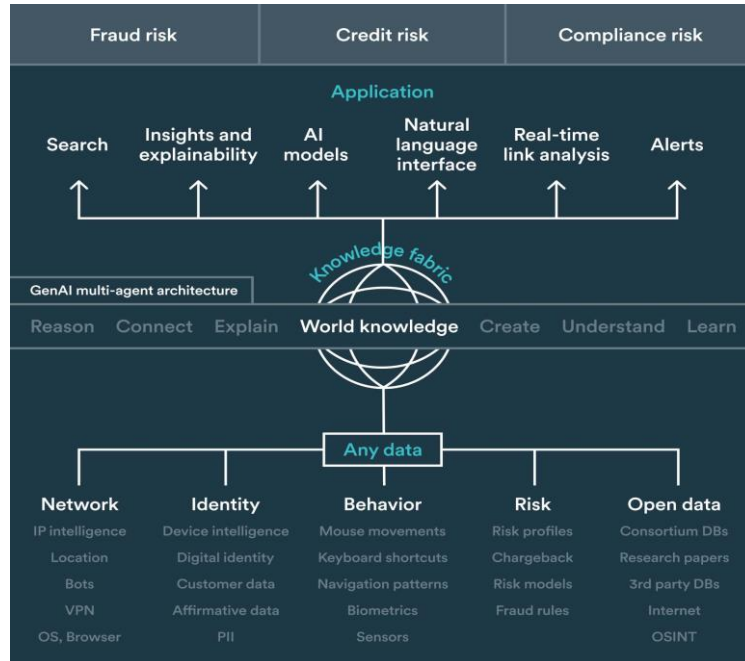 Fraud risk
Credit risk
Compliance risk
Application
Search
Insights and
explainability
AI
models
Natural
language
interface
Real-time
link analysis
Alerts
Knowledge fabric
GenAI multi-agent architecture
Reason Connect Explain World knowledge Create Understand Learn
Any data
Network
IP intelligence
Location
Bots
VPN
OS, Browser
Identity
Device intelligence
Digital identity
Customer data
Affirmative data
PII
Behavior
Mouse movements
Keyboard shortcuts
Navigation patterns
Biometrics
Sensors
Risk
Risk profiles
Chargeback
Risk models
Fraud rules
Open data
Consortium DBs
Research papers
3rd party DBs
Internet
OSINT